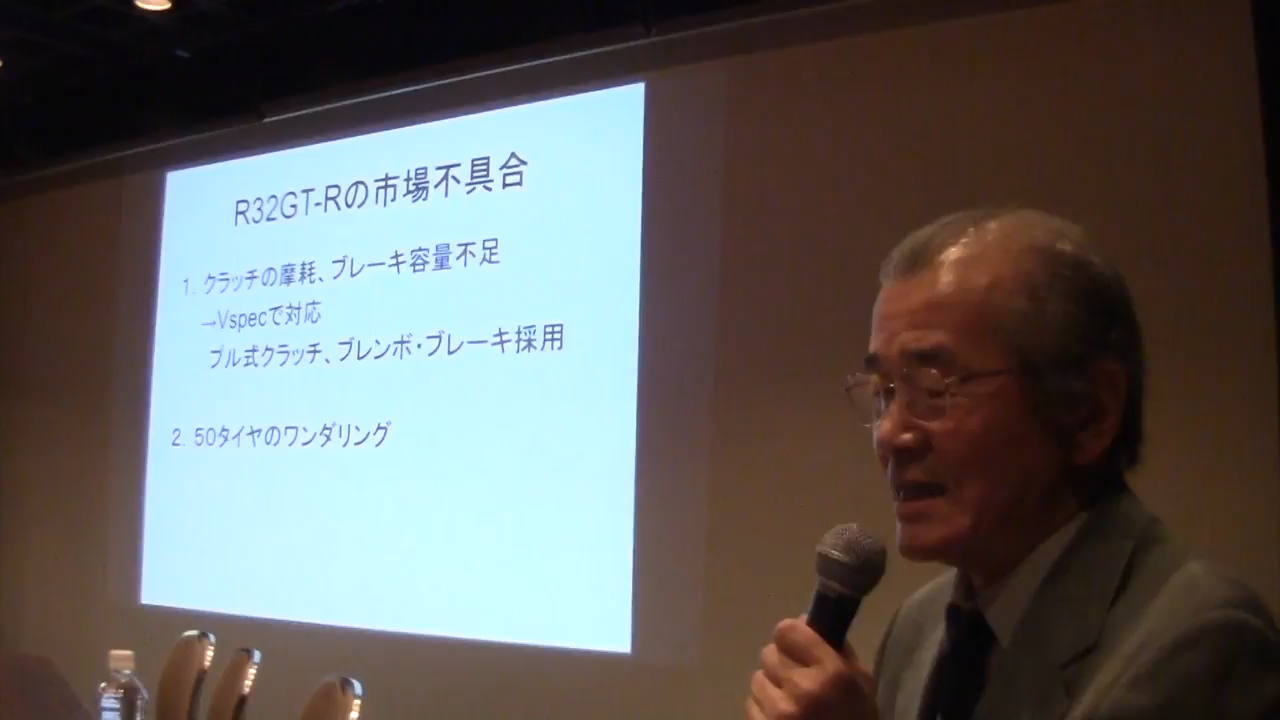 R32GT-Rの市場不具合
1. クラッチの摩耗、ブレーキ容量不足
→Vspecで対応
プル式クラッチ、ブレンボ・ブレーキ採用
2. 50タイヤのワンダリング